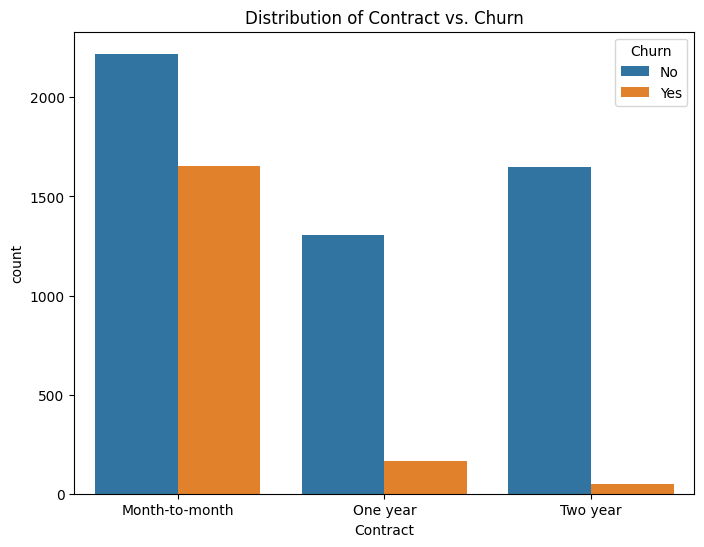 Distribution of Contract vs. Churn
Churn
No
Yes
2000
1500
1000
500
0
count
Month-to-month
One year
Two year
Contract